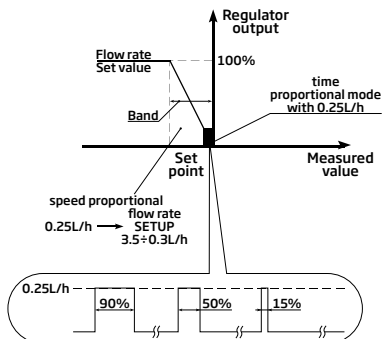 Regulator
output
Flow rate
Set value
100%
time
proportional mode
with 0.25L/h
Band
Set
point
Measured
value
speed proportional
flow rate
0.25L/h
SETUP
3.5÷0.3L/h
0.25L/h
90%
50%
15%